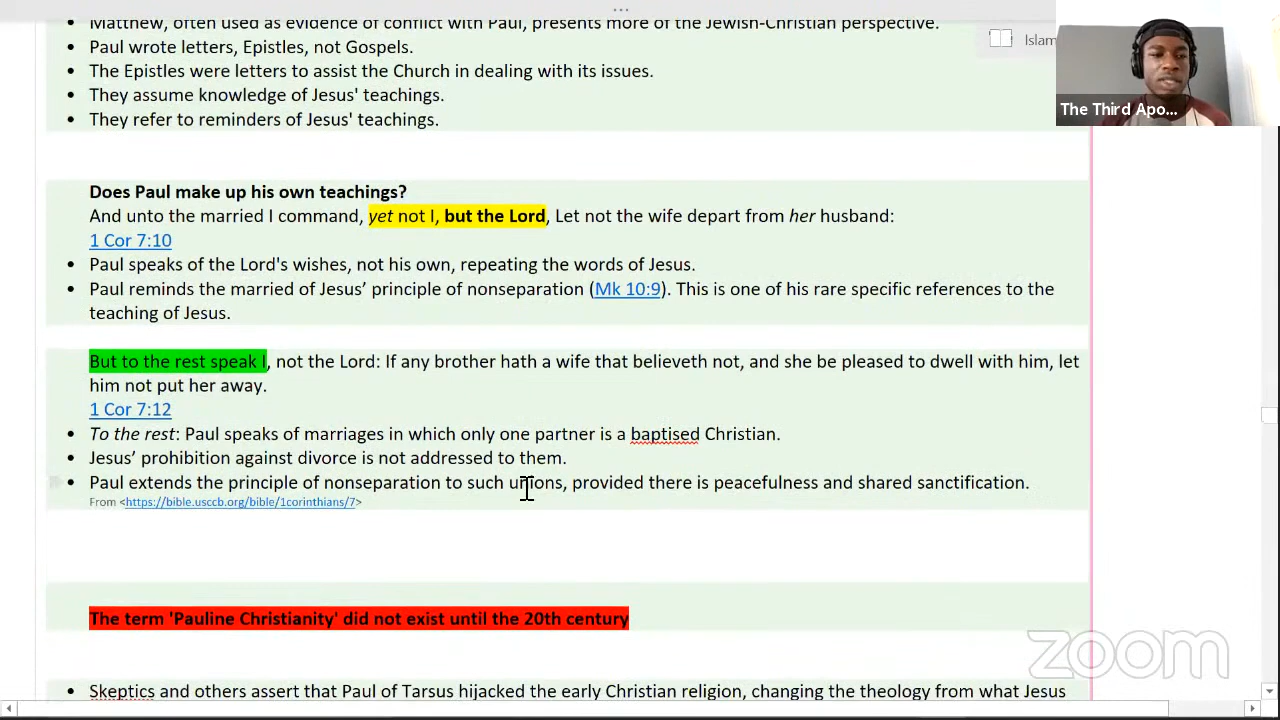 Matthew, often used as evidence of conflict with Paul, presents more of the Jewish-Christian perspective.
Islam
• Paul wrote letters, Epistles, not Gospels.
• The Epistles were letters to assist the Church in dealing with its issues.
• They assume knowledge of Jesus' teachings.
The Third Apo...
• They refer to reminders of Jesus' teachings.
Does Paul make up his own teachings?
And unto the married I command, yet not I, but the Lord, Let not the wife depart from her husband:
1 Cor 7:10
• Paul speaks of the Lord's wishes, not his own, repeating the words of Jesus.
• Paul reminds the married of Jesus’ principle of nonseparation (Mk 10:9). This is one of his rare specific references to the
teaching of Jesus.
But to the rest speak I, not the Lord: If any brother hath a wife that believeth not, and she be pleased to dwell with him, let
him not put her away.
1 Cor 7:12
• To the rest: Paul speaks of marriages in which only one partner is a baptised Christian.
• Jesus’ prohibition against divorce is not addressed to them.
• Paul extends the principle of nonseparation to such unions, provided there is peacefulness and shared sanctification.
From <https://bible.usccb.org/bible/1corinthians/7>
The term 'Pauline Christianity' did not exist until the 20th century
zoom
• Skeptics and others assert that Paul of Tarsus hijacked the early Christian religion, changing the theology from what Jesus